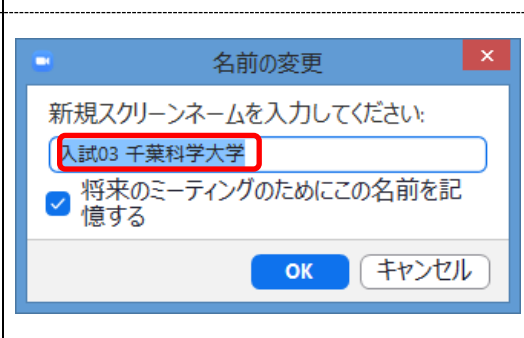 名前の変更
新規スクリーンネームを入力してください:
入試03 千葉科学大学
将来のミーティングのためにこの名前を記
憶する
OK キャンセル